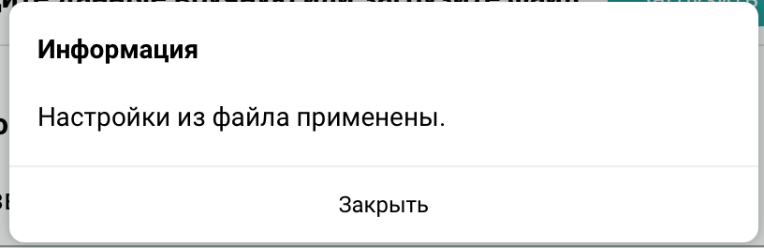 Информация
Настройки из файла применены.
Закрыть